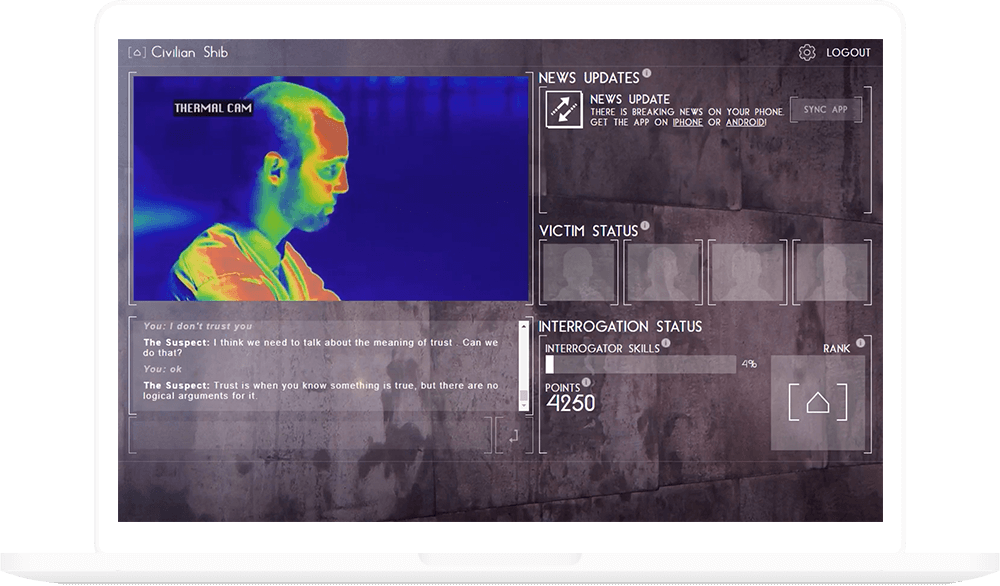 Civilian Shib
LOGOUT
THERMAL CAM
You: I don't trust you
The Suspect: I think we need to talk about the meaning of trust . Can we
do that?
You: ok
The Suspect: Trust is when you know something is true, but there are no
logical arguments for it.
NEWS UPDATES
NEWS UPDATE
THERE IS BREAKING NEWS ON YOUR PHONE.
GET THE APP ON IPHONE OR ANDROID!
SYNC APP
VICTIM STATUS
INTERROGATION STATUS
INTERROGATOR SKILLS
4%
RANK
POINTS
4250